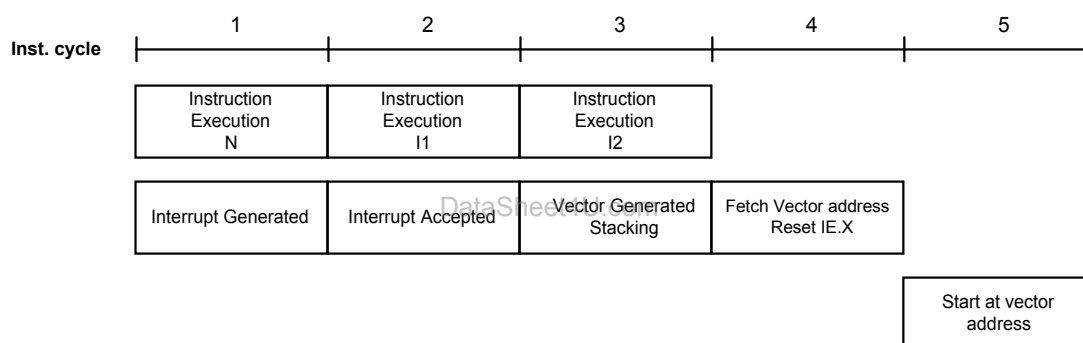 1 2 3 4 5
Inst. cycle
Instruction
Execution
N
Instruction
Execution
I1
Instruction
Execution
I2
Interrupt Generated
Interrupt Accepted
Vector Generated
Stacking
Fetch Vector address
Reset IE.X
DataSheet4U.com
Start at vector
address